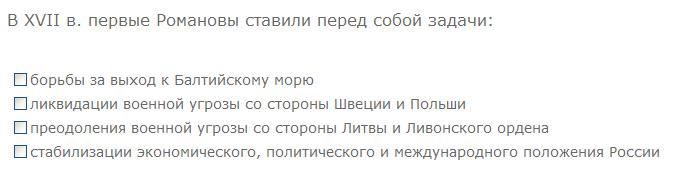 В XVII в. первые Романовы ставили перед собой задачи:
борьбы за выход к Балтийскому морю
ликвидации военной угрозы со стороны Швеции и Польши
преодоления военной угрозы со стороны Литвы и Ливонского ордена
стабилизации экономического, политического и международного положения России